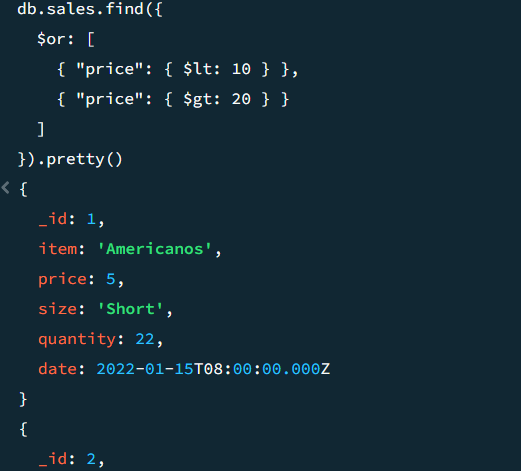 db.sales.find({
$or: [
{ "price": { $lt: 10 } },
{ "price": { $gt: 20 } }
]
}).pretty()
< {
_id: 1,
item: 'Americanos',
price: 5,
size: 'Short',
quantity: 22,
date: 2022-01-15T08:00:00.000Z
}
{
_id: 2,